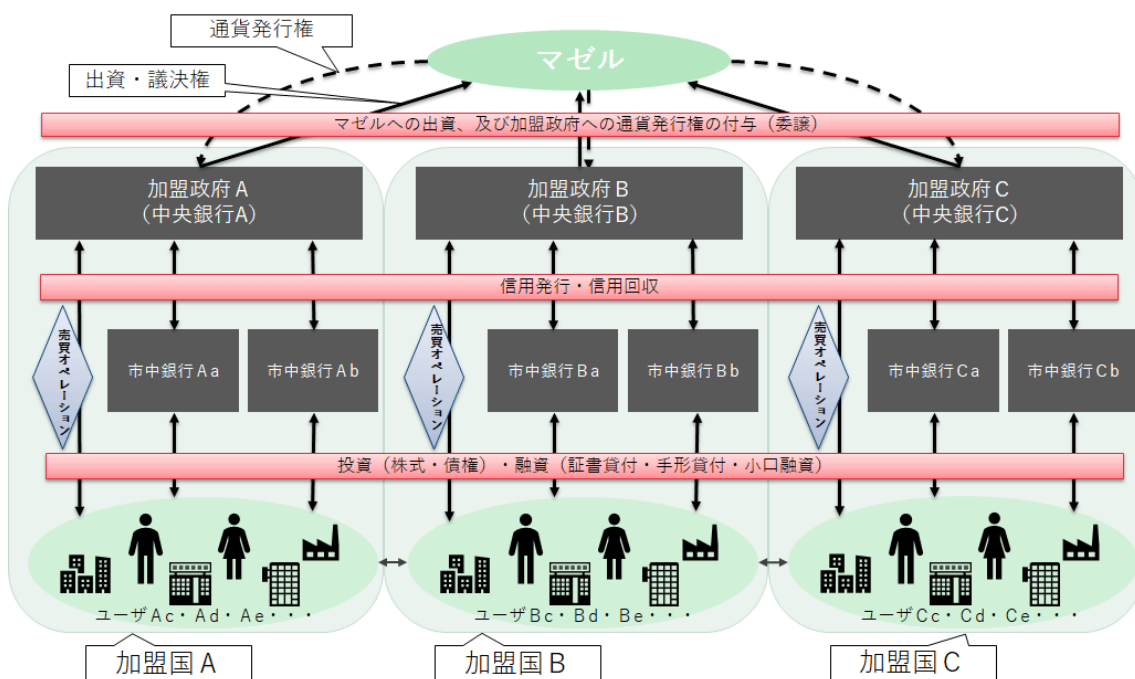 通貨発行権
マゼル
出資・議決権
マゼルへの出資、及び加盟政府への通貨発行権の付与（委譲）
加盟政府A
（中央銀行A）
加盟政府B
（中央銀行B）
加盟政府C
（中央銀行C）
信用発行・信用回収
売買オペレーション
市中銀行Aa
市中銀行Ab
売買オペレーション
市中銀行Ba
市中銀行Bb
売買オペレーション
市中銀行Ca
市中銀行Cb
投資（株式・債権）・融資（証書貸付・手形貸付・小口融資）
ユーザAc・Ad・Ae・・・
ユーザBc・Bd・Be・・・
ユーザCc・Cd・Ce・・・
加盟国A
加盟国B
加盟国C